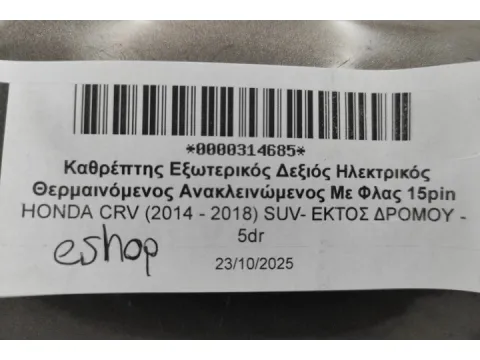 *0000314685*
Καθρέπτης Εξωτερικός Δεξιός Ηλεκτρικός
Θερμαινόμενος Ανακλεινώμενος Με Φλας 15pin
HONDA CRV (2014 - 2018) SUV- ΕΚΤΟΣ ΔΡΟΜΟΥ -
5dr
eshop
23/10/2025